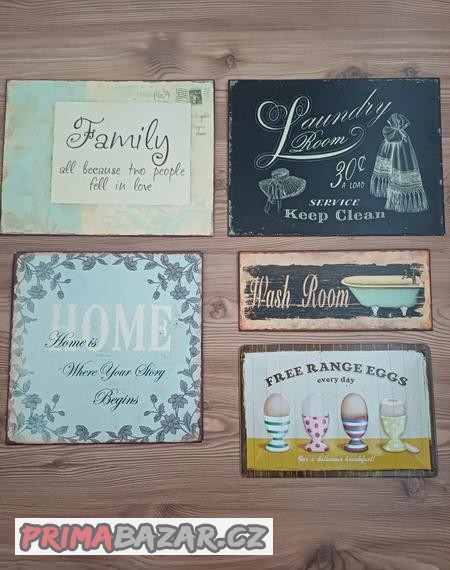 Family
all because two people
fell in love
Laundry
Room
30¢
A LOAD
SERVICE
Keep Clean
HOME
Home is
Where Your Story
Begins
Wash Room
FREE RANGE EGGS
every day
For a delicious breakfast!
PRIMABAZAR.CZ